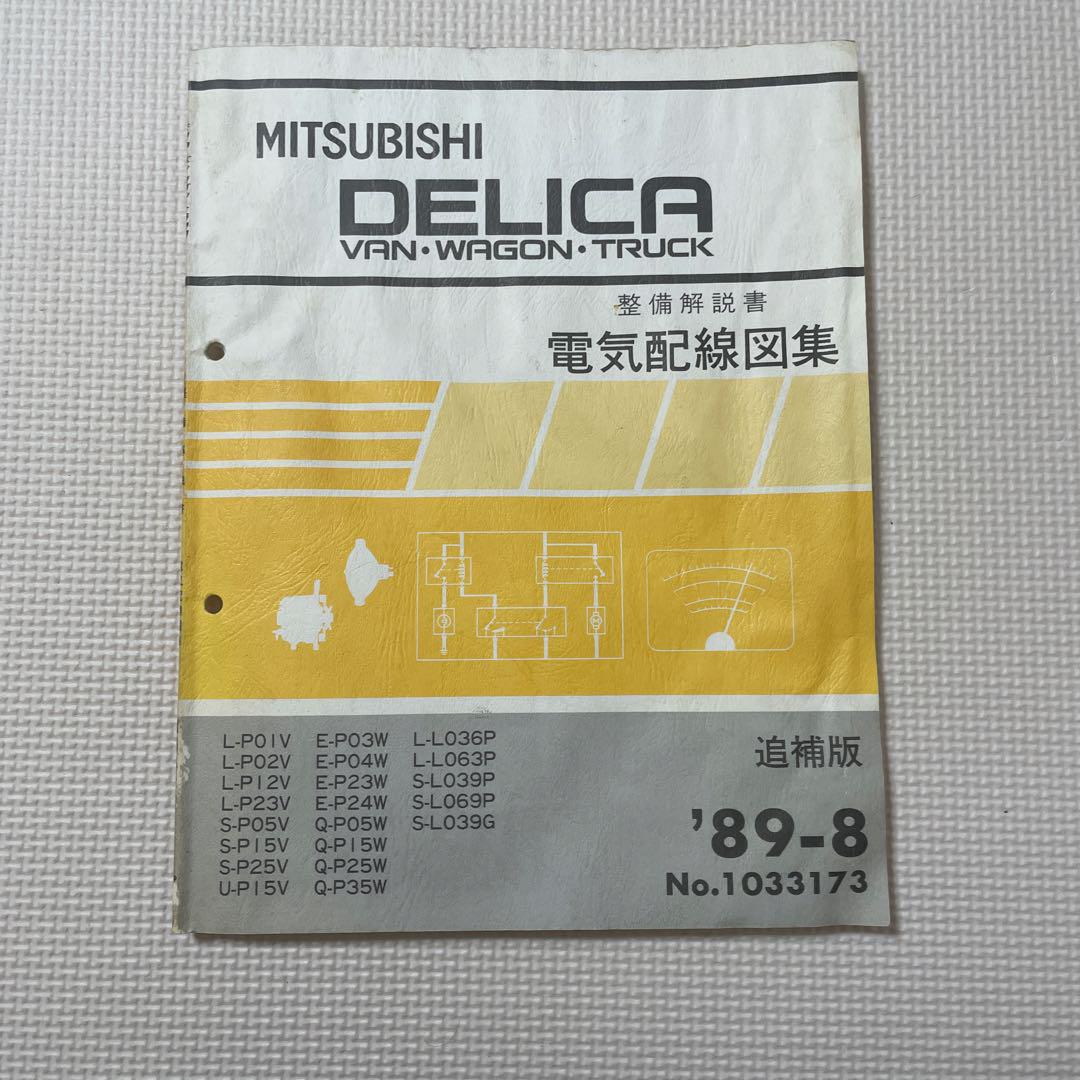 MITSUBISHI
DELICA
VAN・WAGON・TRUCK
整備解説書
電気配線図集
L-P01V E-P03W L-L036P
L-P02V E-P04W L-L063P
L-P12V E-P23W S-L039P
L-P23V E-P24W S-L069P
S-P05V Q-P05W S-L039G
S-P15V Q-P15W
S-P25V Q-P25W
U-P15V Q-P35W
追補版
’89-8
No.1033173